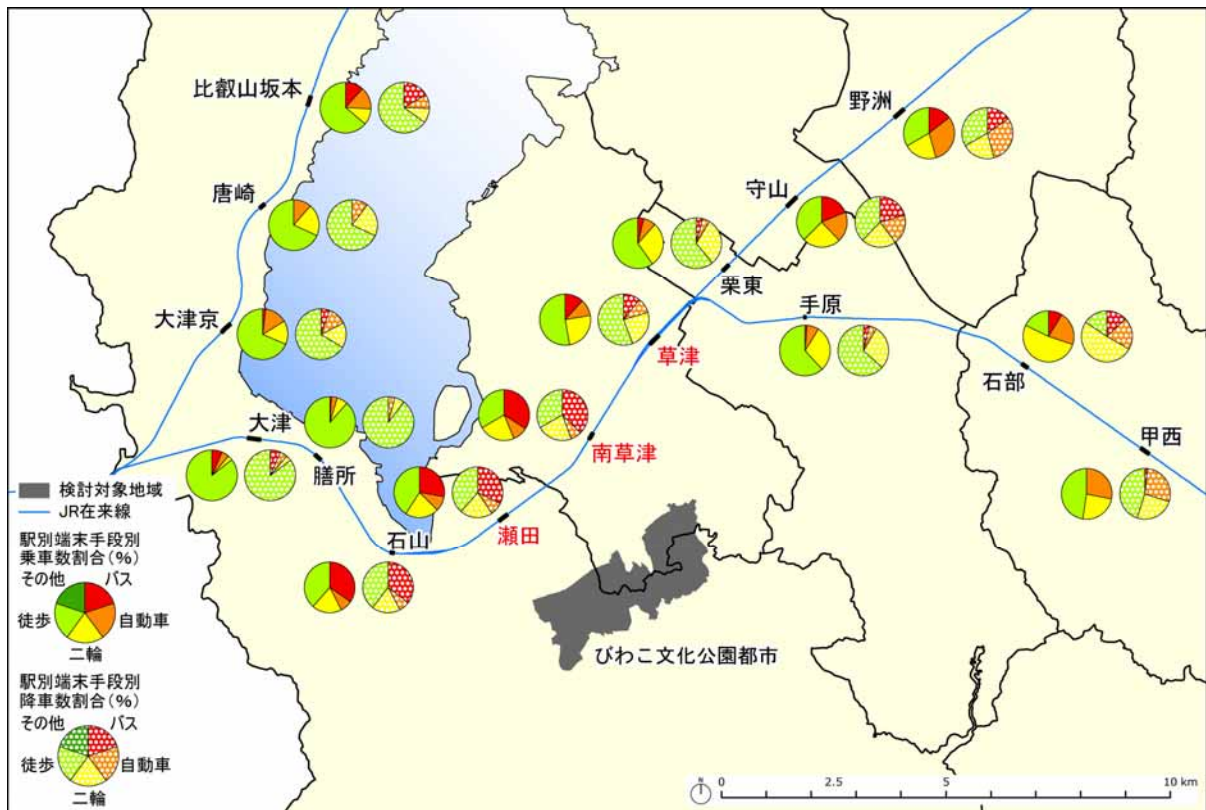 比叡山坂本
野洲
唐崎
守山
栗東
大津京
手原
草津
石部
大津
南草津
甲西
膳所
検討対象地域
JR在来線
石山
瀬田
駅別端末手段別
乗車数割合(%)
その他 バス
徒歩 自動車
二輪
びわこ文化公園都市
駅別端末手段別
降車数割合(%)
その他 バス
徒歩 自動車
二輪
N 0 2.5 5 10 km